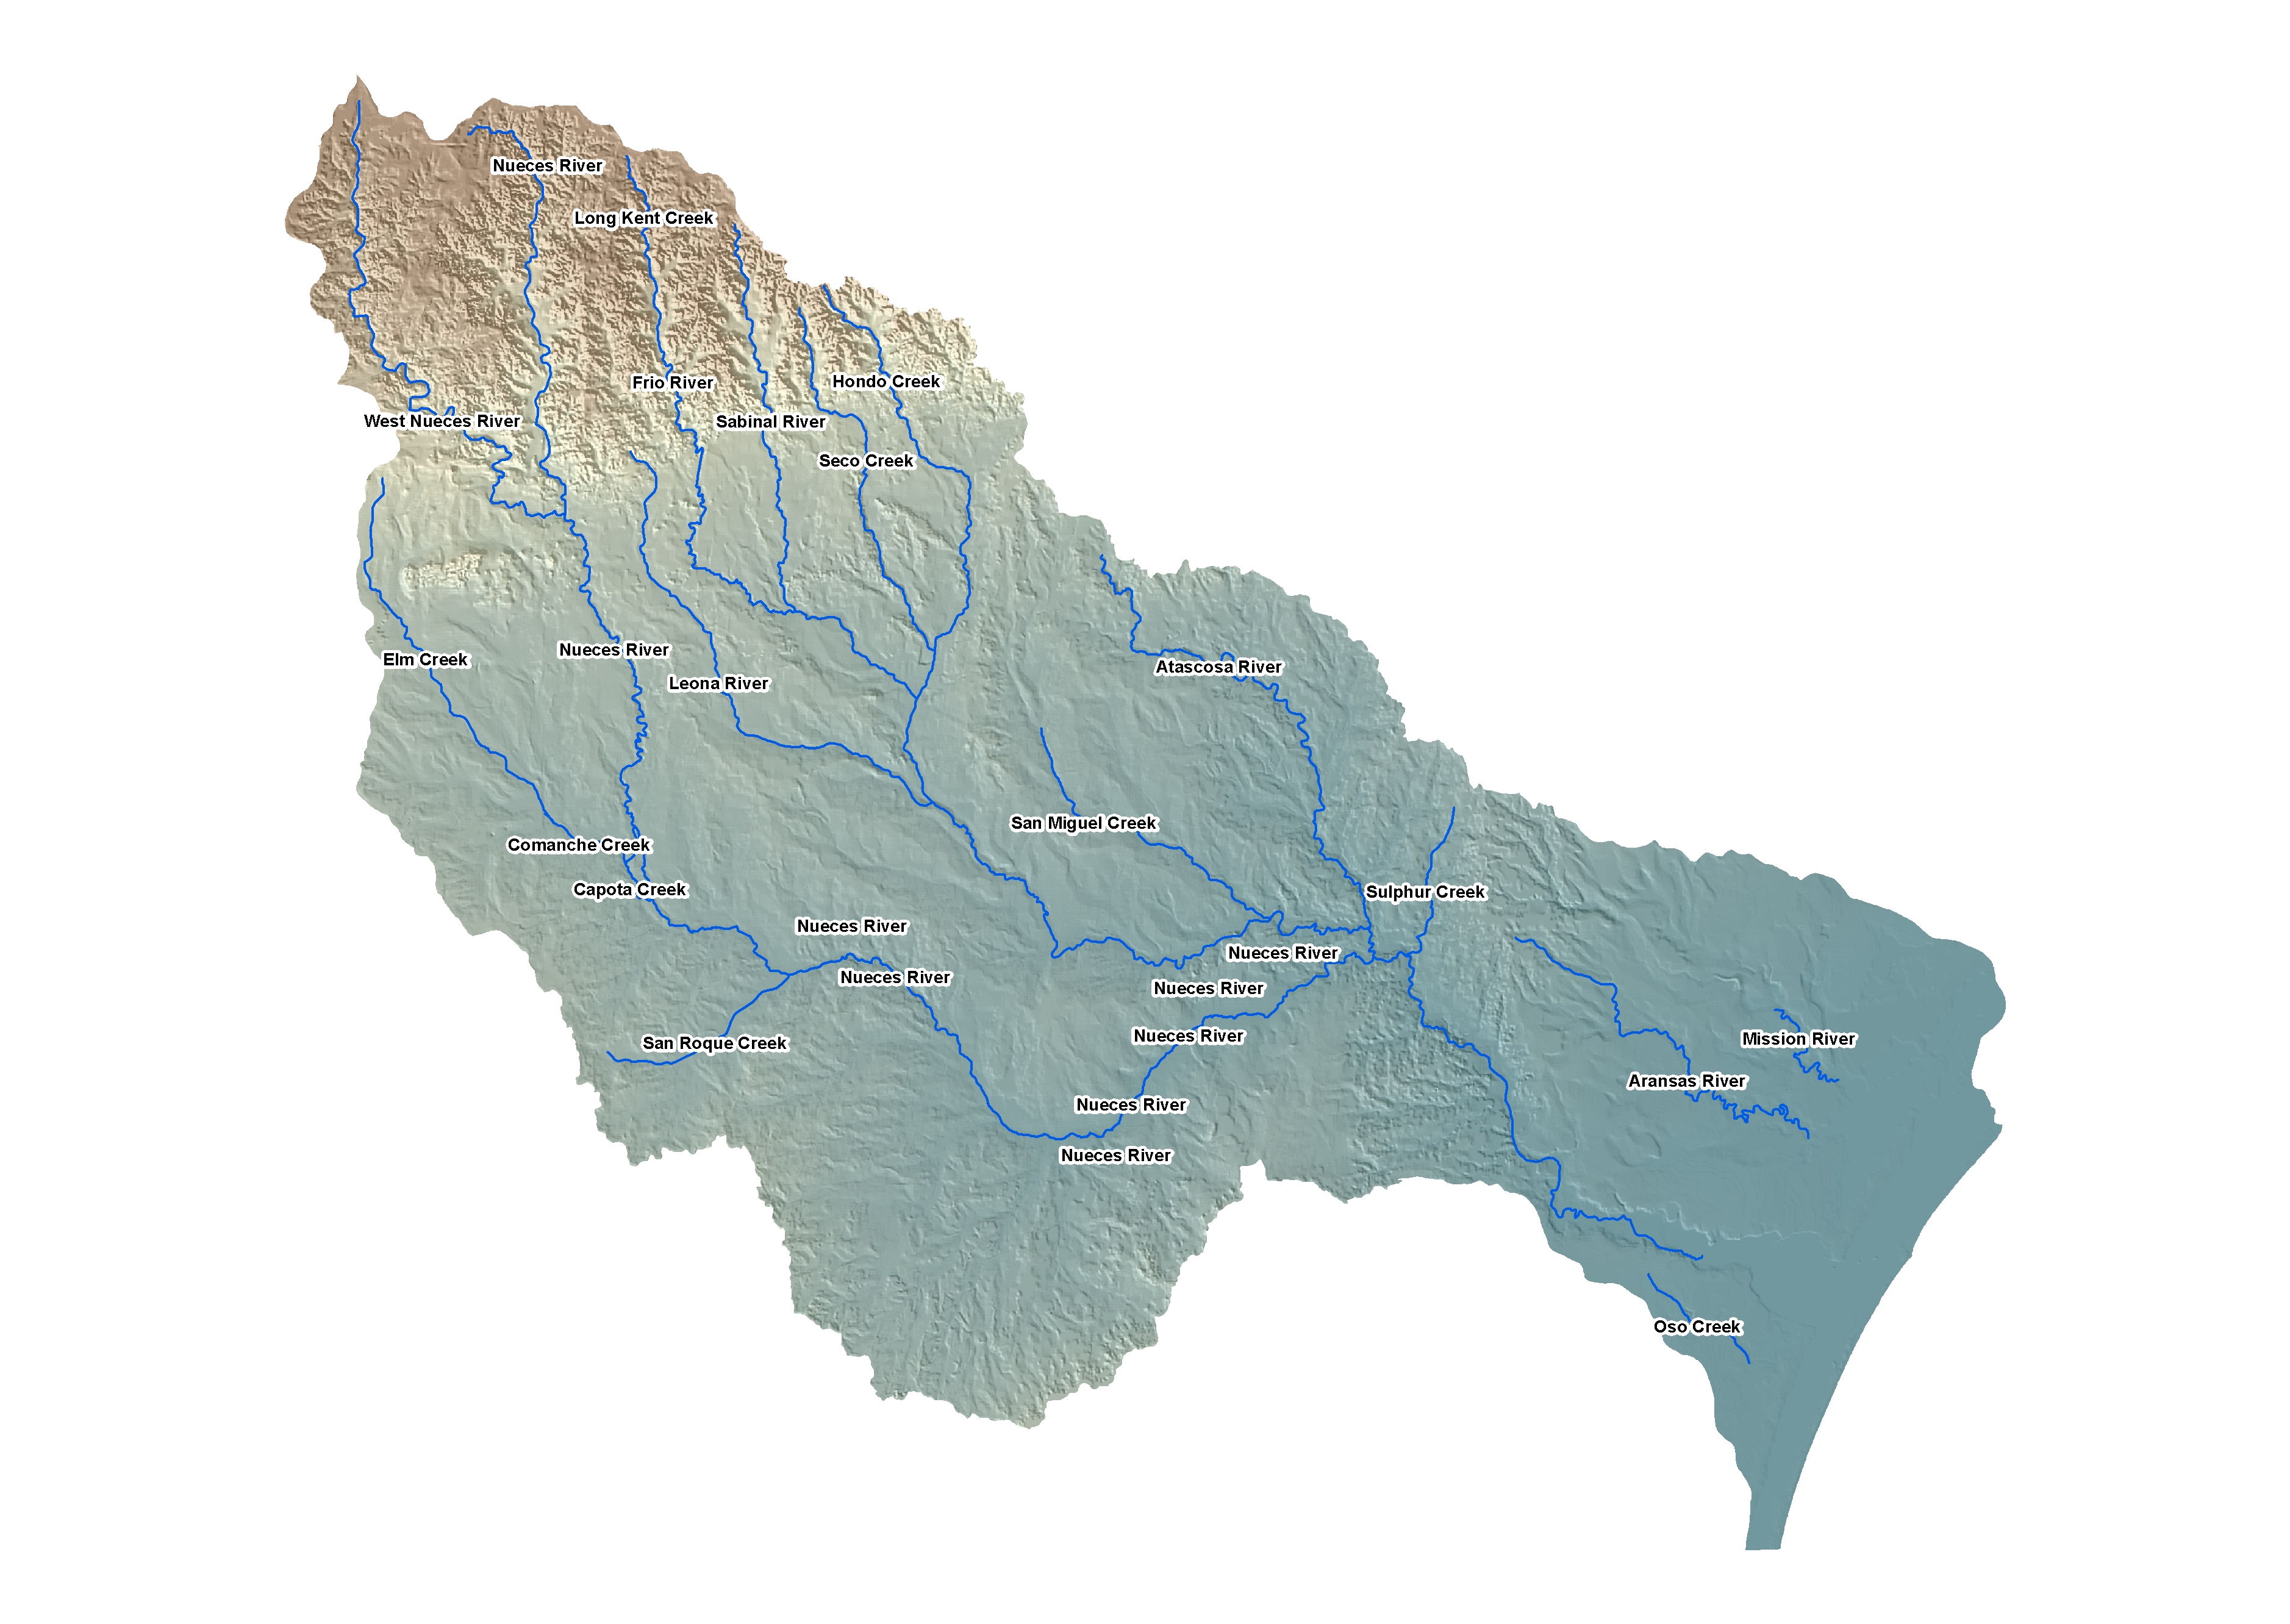 Nueces River
Long Kent Creek
Frio River
Hondo Creek
West Nueces River
Sabinal River
Seco Creek
Nueces River
Elm Creek
Leona River
Atascosa River
San Miguel Creek
Comanche Creek
Capota Creek
Sulphur Creek
Nueces River
Nueces River
Nueces River
Nueces River
Nueces River
Mission River
San Roque Creek
Aransas River
Nueces River
Nueces River
Oso Creek